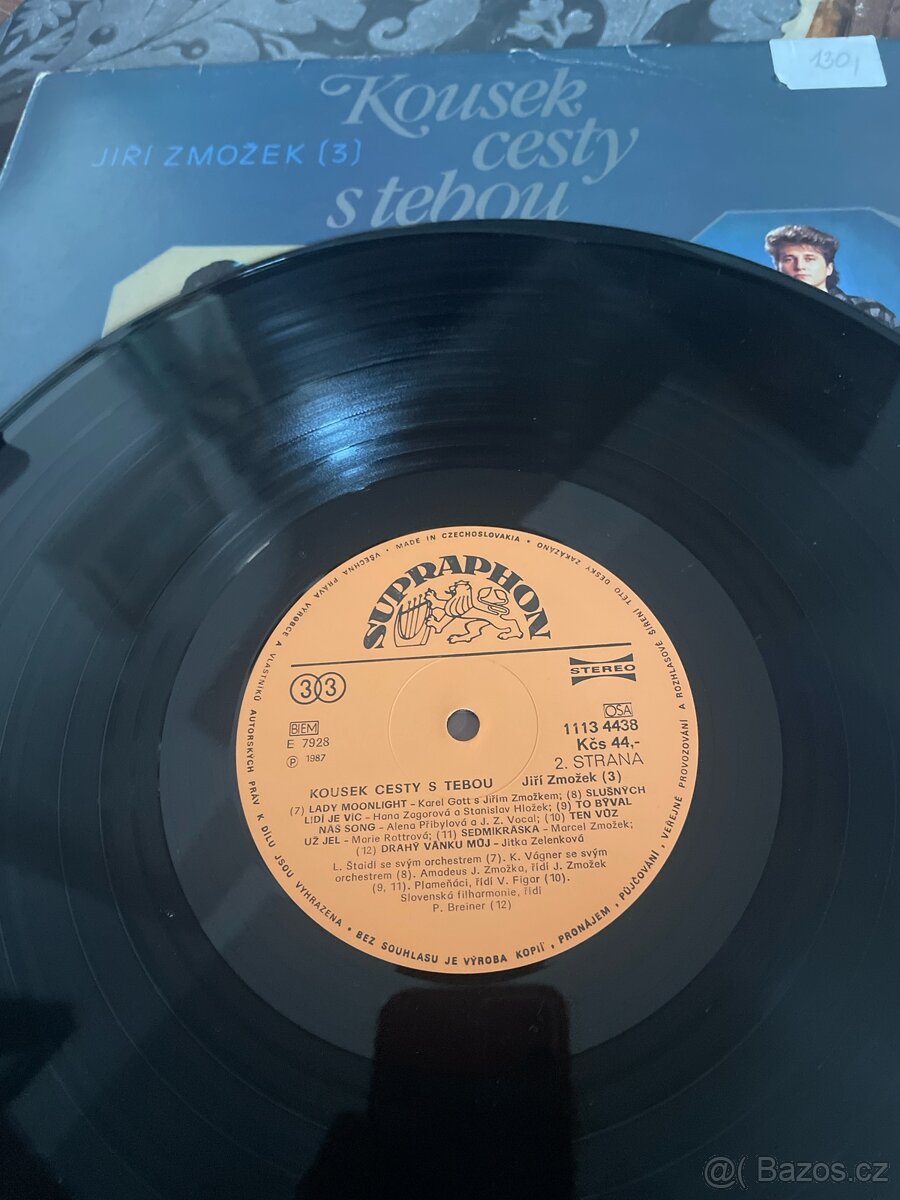 130,
Kousek
cesty
s tebou
JIŘÍ ZMOŽEK (3)
MADE IN CZECHOSLOVAKIA • VŠECHNA PRÁVA VÝROBCE A VLASTNÍKŮ AUTORSKÝCH PRÁV K DÍLU JSOU VYHRAZENA • BEZ SOUHLASU JE VÝROBA KOPIÍ, PRONÁJEM, PŮJČOVÁNÍ, VEŘEJNÉ PROVOZOVÁNÍ A ROZHLASOVÉ ŠÍŘENÍ TÉTO DESKY ZAKÁZÁNO
SUPRAPHON
33
STEREO
BIEM
E 7928
℗ 1987
OSA
1113 4438
Kčs 44,-
2. STRANA
KOUSEK CESTY S TEBOU Jiří Zmožek (3)
(7) LADY MOONLIGHT – Karel Gott s Jiřím Zmožkem; (8) SLUŠNÝCH
LIDÍ JE VÍC – Hana Zagorová a Stanislav Hložek; (9) TO BÝVAL
NÁŠ SONG – Alena Přibylová a J. Z. Vocal; (10) TEN VŮZ
UŽ JEL – Marie Rottrová; (11) SEDMIKRÁSKA – Marcel Zmožek;
(12) DRAHÝ VÁNKU MŮJ – Jitka Zelenková
L. Štaidl se svým orchestrem (7). K. Vágner se svým
orchestrem (8). Amadeus J. Zmožka, řídí J. Zmožek
(9, 11). Plameňáci, řídí V. Figar (10).
Slovenská filharmonie, řídí
P. Breiner (12)
@( Bazos.cz